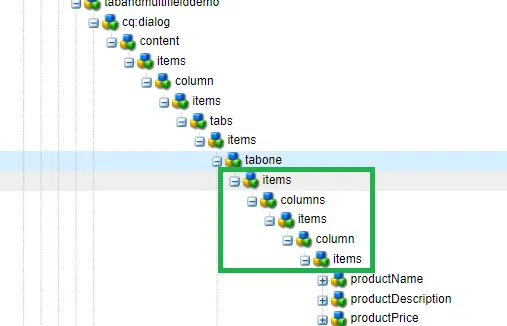 tabandmultifielddemo
cq:dialog
content
items
column
items
tabs
items
tabone
items
columns
items
column
items
productName
productDescription
productPrice